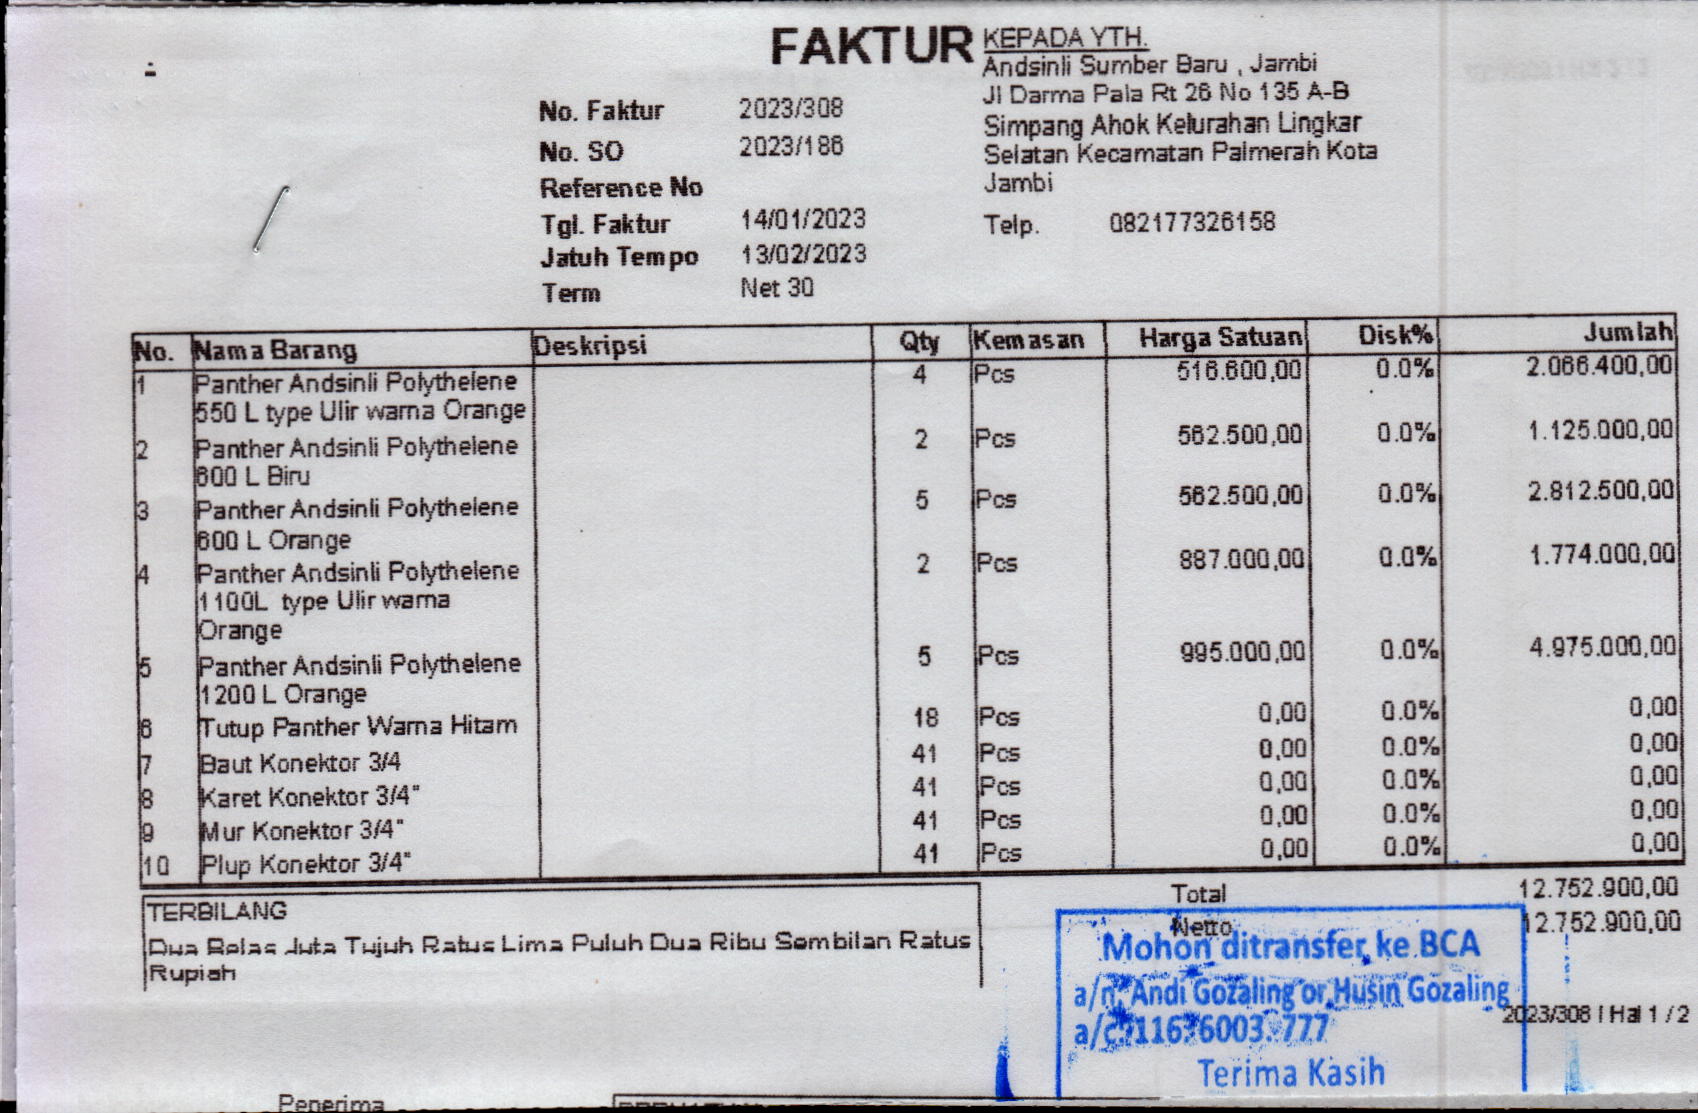 FAKTUR
KEPADA YTH.
Andsinli Sumber Baru , Jambi
Jl Darma Pala Rt 26 No 135 A-B
Simpang Ahok Kelurahan Lingkar
Selatan Kecamatan Palmerah Kota
Jambi
Telp. 082177326158
No. Faktur 2023/308
No. SO 2023/186
Reference No
Tgl. Faktur 14/01/2023
Jatuh Tempo 13/02/2023
Term Net 30
No. Nama Barang Deskripsi Qty Kemasan Harga Satuan Disk% Jumlah
1 Panther Andsinli Polythelene 4 Pcs 516.600,00 0.0% 2.066.400,00
550 L type Ulir warna Orange
2 Panther Andsinli Polythelene 2 Pcs 562.500,00 0.0% 1.125.000,00
600 L Biru
3 Panther Andsinli Polythelene 5 Pcs 562.500,00 0.0% 2.812.500,00
600 L Orange
4 Panther Andsinli Polythelene 2 Pcs 887.000,00 0.0% 1.774.000,00
1100L type Ulir warna
Orange
5 Panther Andsinli Polythelene 5 Pcs 995.000,00 0.0% 4.975.000,00
1200 L Orange
6 Tutup Panther Warna Hitam 18 Pcs 0,00 0.0% 0,00
7 Baut Konektor 3/4 41 Pcs 0,00 0.0% 0,00
8 Karet Konektor 3/4" 41 Pcs 0,00 0.0% 0,00
9 Mur Konektor 3/4" 41 Pcs 0,00 0.0% 0,00
10 Plup Konektor 3/4" 41 Pcs 0,00 0.0% 0,00
Total 12.752.900,00
Netto 12.752.900,00
TERBILANG
Dua Belas Juta Tujuh Ratus Lima Puluh Dua Ribu Sembilan Ratus
Rupiah
Mohon ditransfer ke BCA
a/n. Andi Gozaling or Husin Gozaling
a/c. 116.6003.777
Terima Kasih
2023/308 | Hal 1 / 2
Penerima